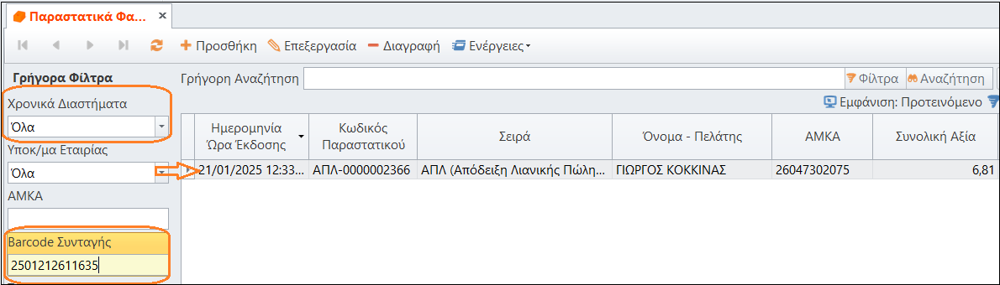 Παραστατικά Φα...
Προσθήκη Επεξεργασία Διαγραφή Ενέργειες
Γρήγορα Φίλτρα
Γρήγορη Αναζήτηση Φίλτρα Αναζήτηση
Χρονικά Διαστήματα
Όλα
Εμφάνιση: Προτεινόμενο
Υποκ/μα Εταιρίας
Όλα
ΑΜΚΑ
Barcode Συνταγής
2501212611635
Ημερομηνία Ώρα Έκδοσης Κωδικός Παραστατικού Σειρά Όνομα - Πελάτης ΑΜΚΑ Συνολική Αξία
21/01/2025 12:33... ΑΠΛ-0000002366 ΑΠΛ (Απόδειξη Λιανικής Πώλη... ΓΙΩΡΓΟΣ ΚΟΚΚΙΝΑΣ 26047302075 6,81